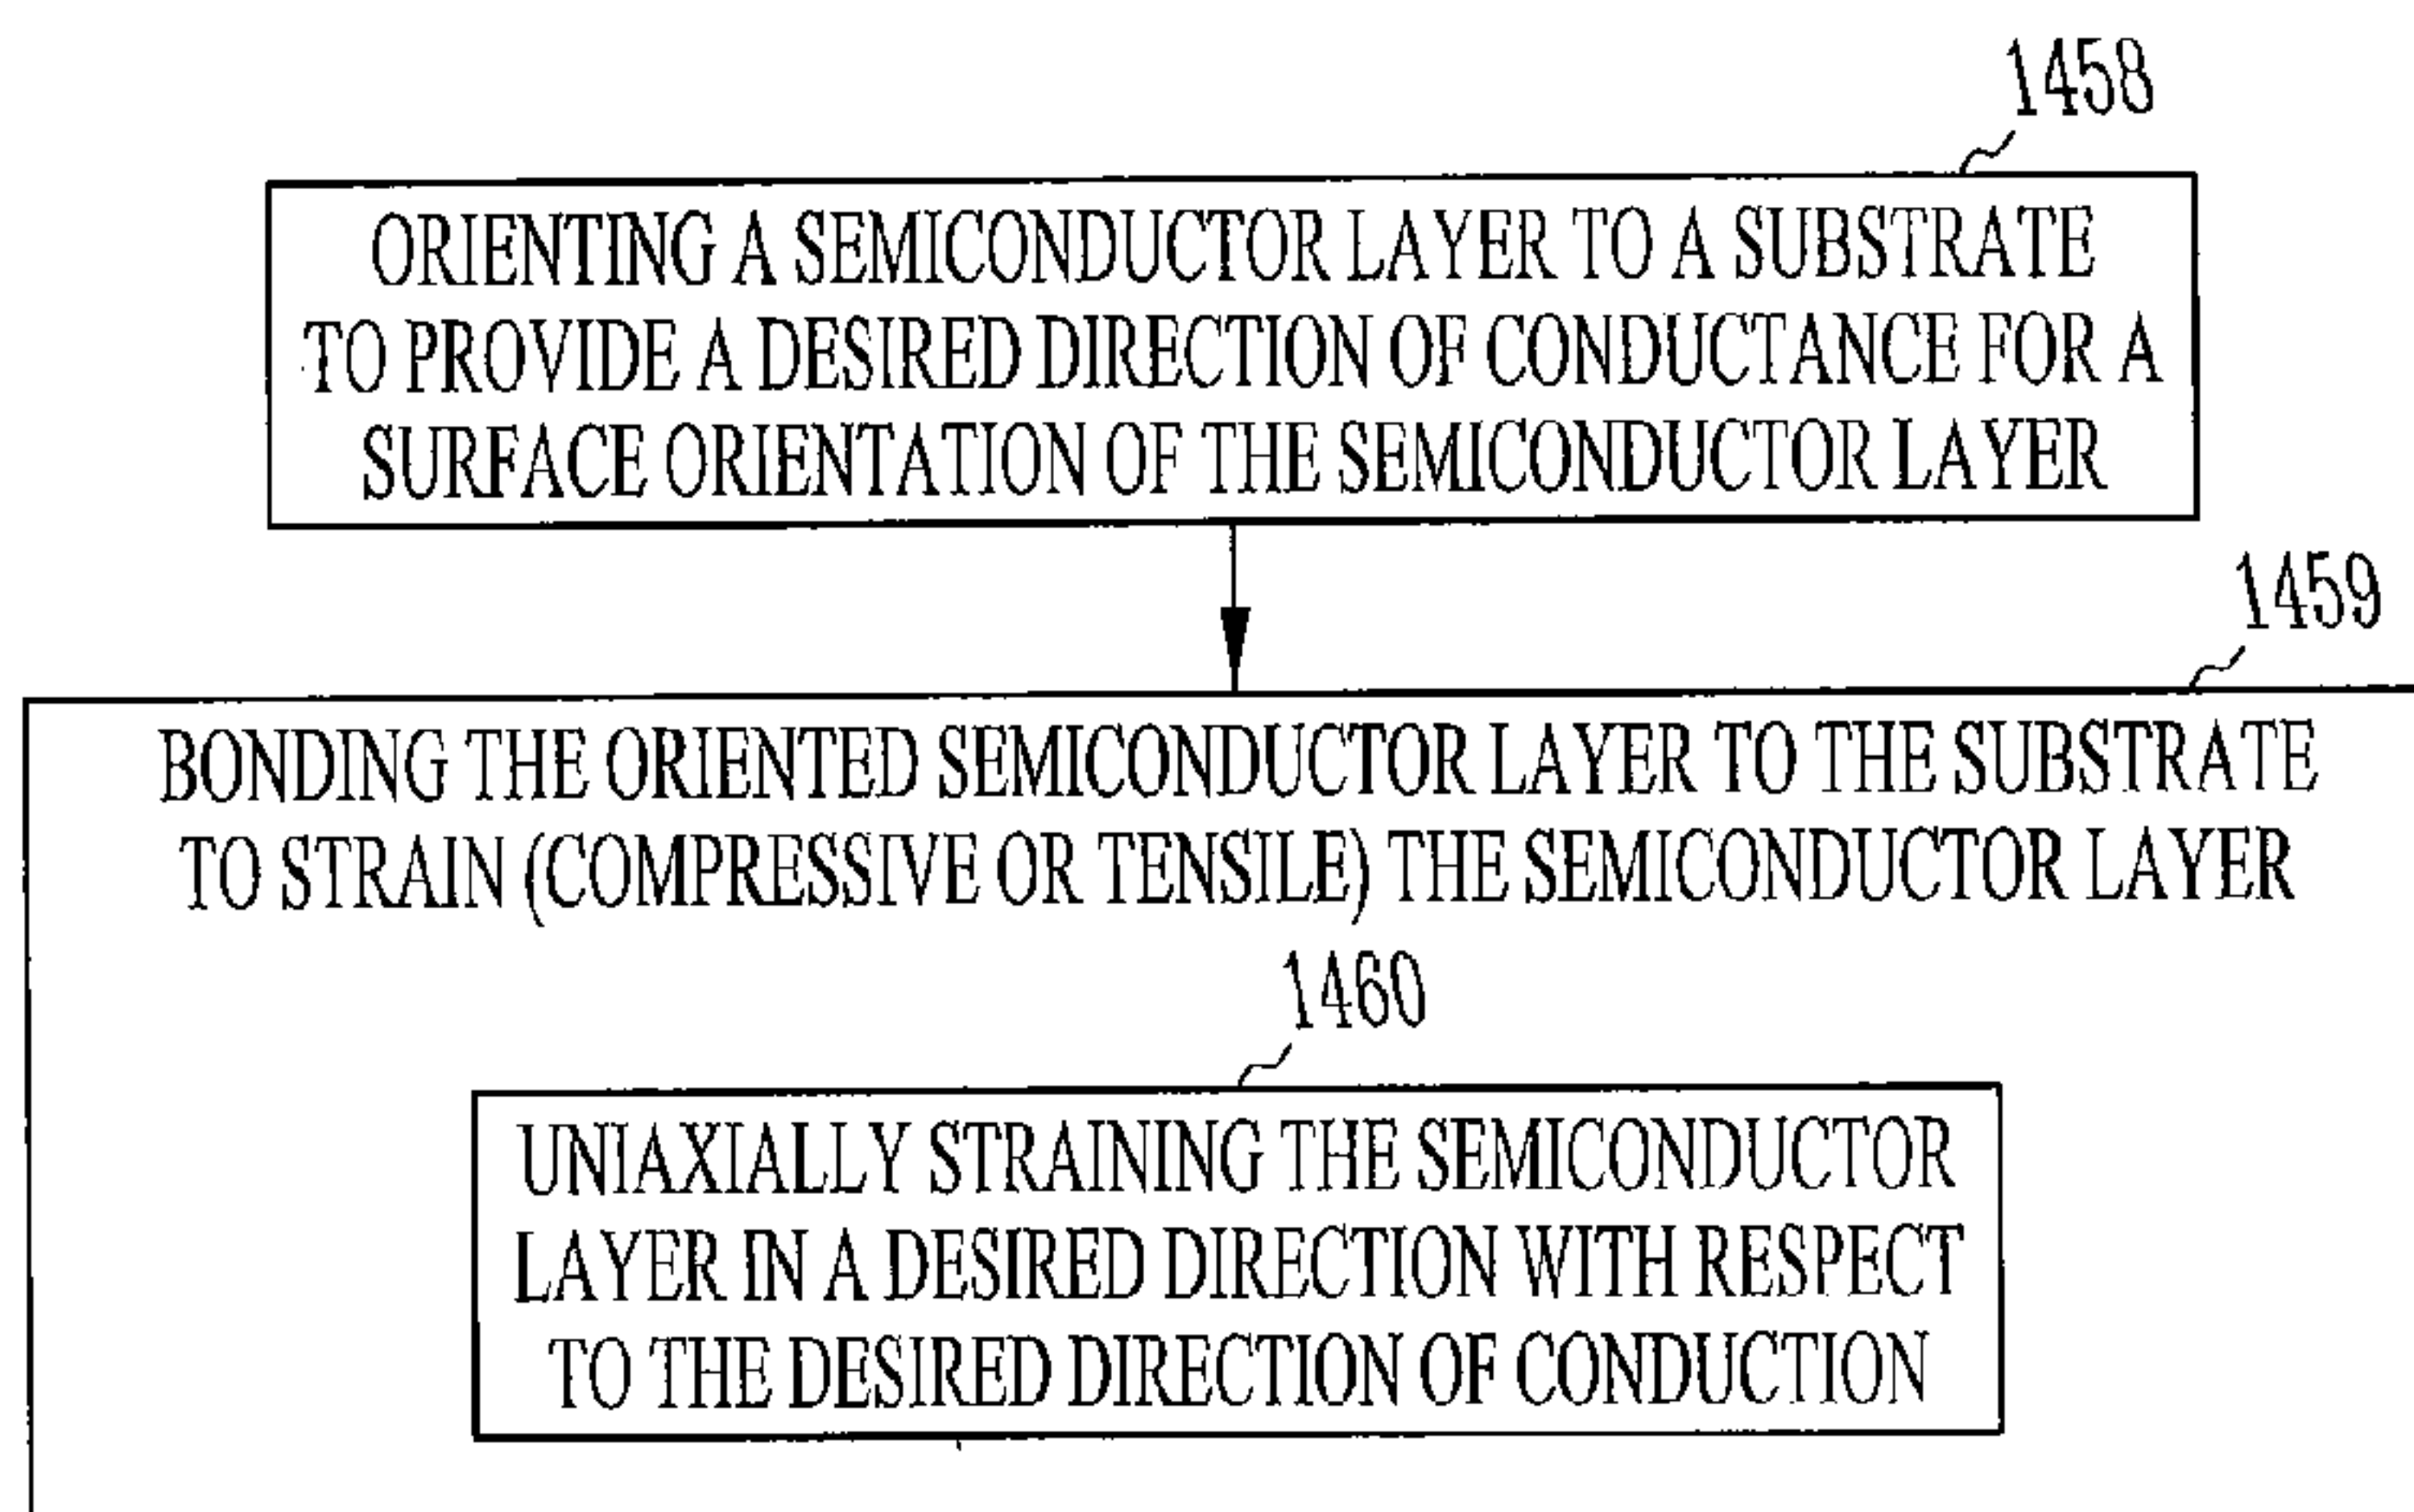 1458
ORIENTING A SEMICONDUCTOR LAYER TO A SUBSTRATE
TO PROVIDE A DESIRED DIRECTION OF CONDUCTANCE FOR A
SURFACE ORIENTATION OF THE SEMICONDUCTOR LAYER
1459
BONDING THE ORIENTED SEMICONDUCTOR LAYER TO THE SUBSTRATE
TO STRAIN (COMPRESSIVE OR TENSILE) THE SEMICONDUCTOR LAYER
1460
UNIAXIALLY STRAINING THE SEMICONDUCTOR
LAYER IN A DESIRED DIRECTION WITH RESPECT
TO THE DESIRED DIRECTION OF CONDUCTION